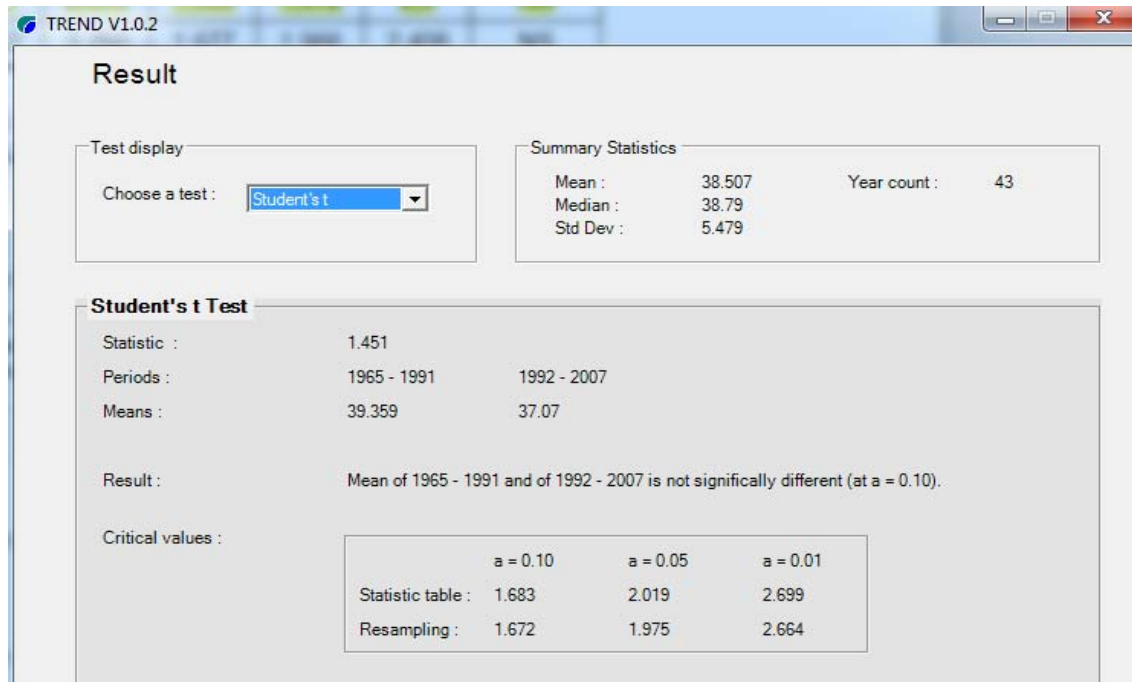 TREND V1.0.2
Result
Test display
Choose a test : Student's t
Summary Statistics
Mean : 38.507 Year count : 43
Median : 38.79
Std Dev : 5.479
Student's t Test
Statistic : 1.451
Periods : 1965 - 1991 1992 - 2007
Means : 39.359 37.07
Result : Mean of 1965 - 1991 and of 1992 - 2007 is not significally different (at a = 0.10).
Critical values :
a = 0.10 a = 0.05 a = 0.01
Statistic table : 1.683 2.019 2.699
Resampling : 1.672 1.975 2.664